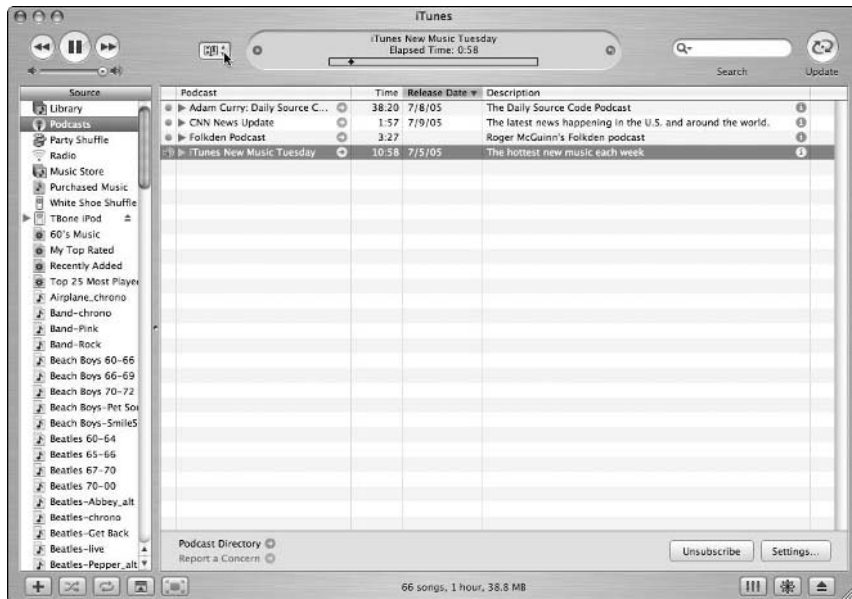 iTunes
iTunes New Music Tuesday
Elapsed Time: 0:58
Search
Update
Source
Library
Podcasts
Party Shuffle
Radio
Music Store
Purchased Music
White Shoe Shuffle
TBone iPod
60's Music
My Top Rated
Recently Added
Top 25 Most Player
Airplane_chrono
Band-chrono
Band-Pink
Band-Rock
Beach Boys 60-66
Beach Boys 66-69
Beach Boys 70-72
Beach Boys-Pet Sou
Beach Boys-SmileS
Beatles 60-64
Beatles 65-66
Beatles 67-70
Beatles 70-00
Beatles-Abbey_alt
Beatles-chrono
Beatles-Get Back
Beatles-live
Beatles-Pepper_alt
Podcast Time Release Date Description
Adam Curry: Daily Source C... 38:20 7/8/05 The Daily Source Code Podcast
CNN News Update 1:57 7/9/05 The latest news happening in the U.S. and around the world.
Folkden Podcast 3:27 Roger McGuinn's Folkden podcast
iTunes New Music Tuesday 10:58 7/5/05 The hottest new music each week
Podcast Directory
Report a Concern
Unsubscribe Settings...
66 songs, 1 hour, 38.8 MB